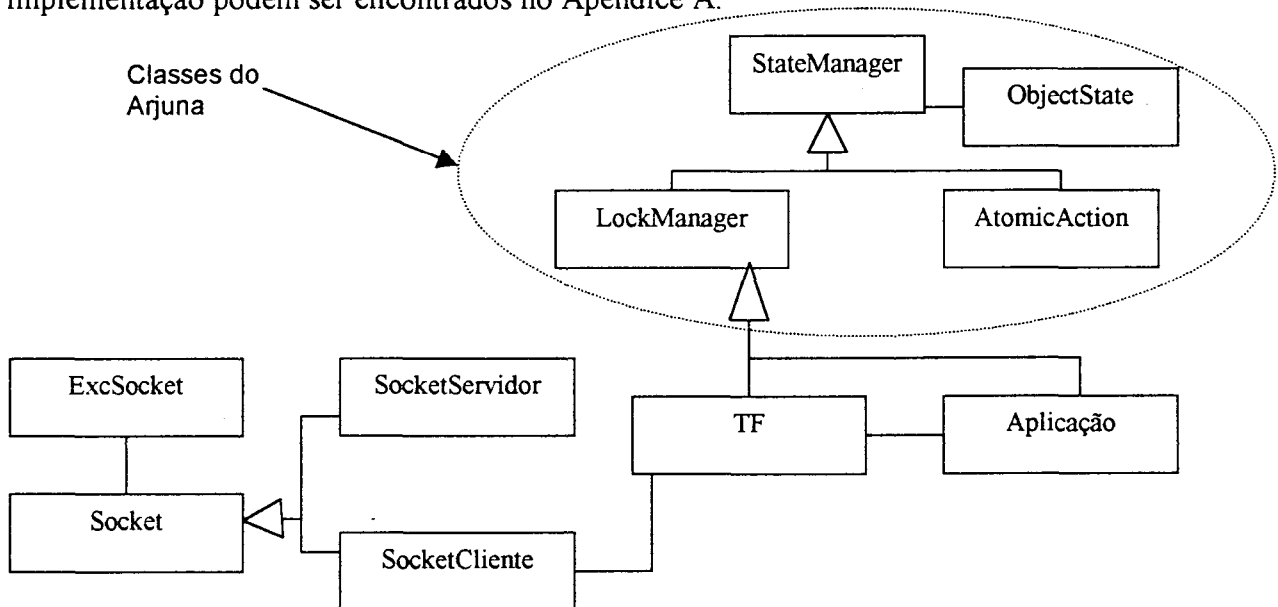 implementação podem ser encontrados no Apêndice A.
Classes do
Arjuna
StateManager
ObjectState
LockManager
AtomicAction
ExcSocket
SocketServidor
TF
Aplicação
Socket
SocketCliente